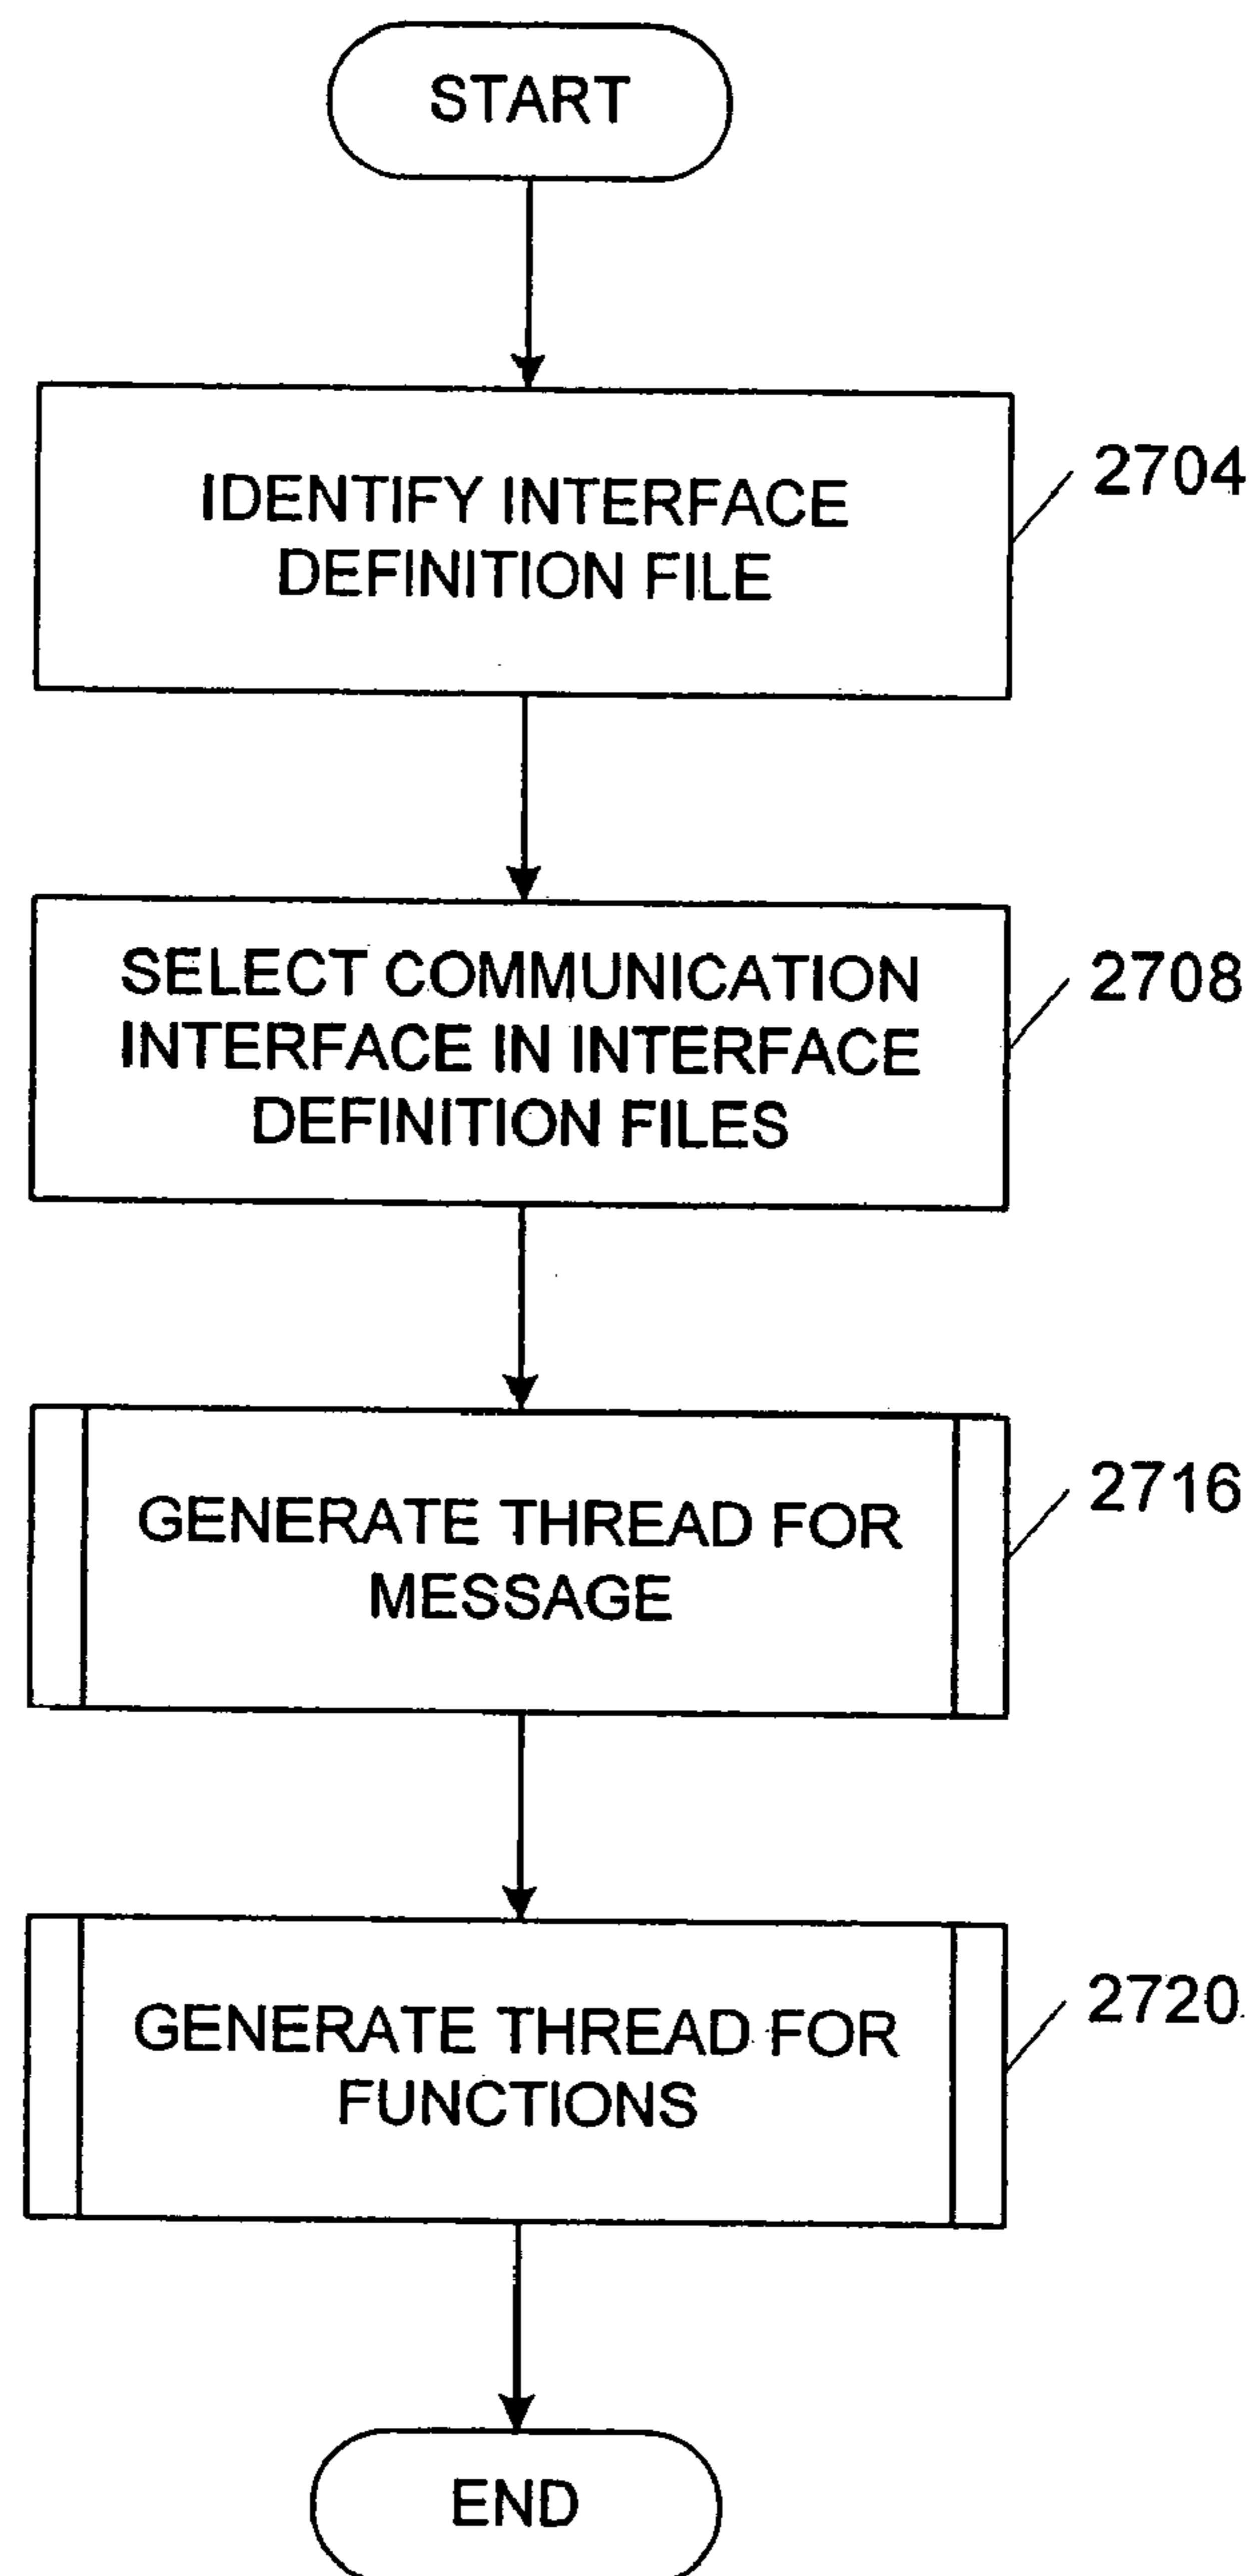 START
IDENTIFY INTERFACE
DEFINITION FILE
2704
SELECT COMMUNICATION
INTERFACE IN INTERFACE
DEFINITION FILES
2708
GENERATE THREAD FOR
MESSAGE
2716
GENERATE THREAD FOR
FUNCTIONS
2720
END